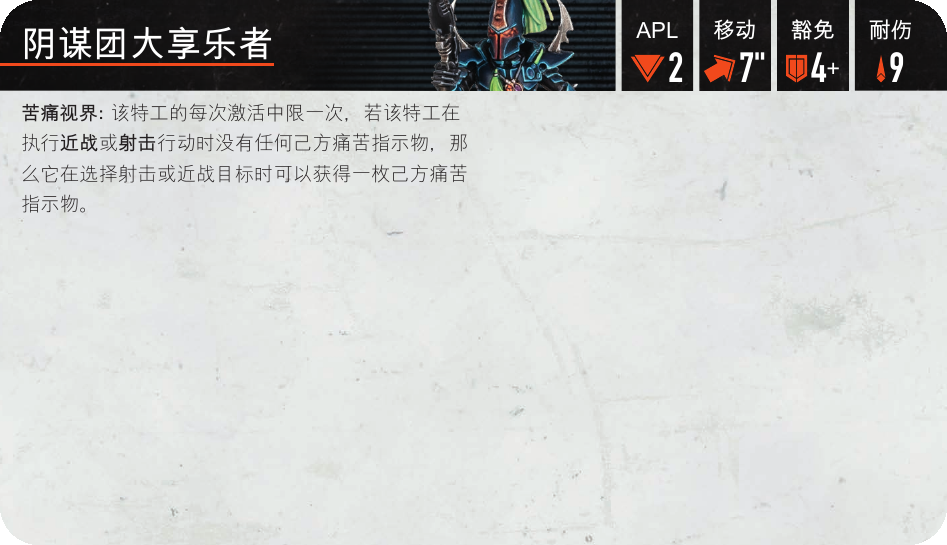 阴谋团大享乐者
APL
2
移动
7"
豁免
4+
耐伤
9
苦痛视界: 该特工的每次激活中限一次, 若该特工在
执行近战或射击行动时没有任何己方痛苦指示物, 那
么它在选择射击或近战目标时可以获得一枚己方痛苦
指示物。